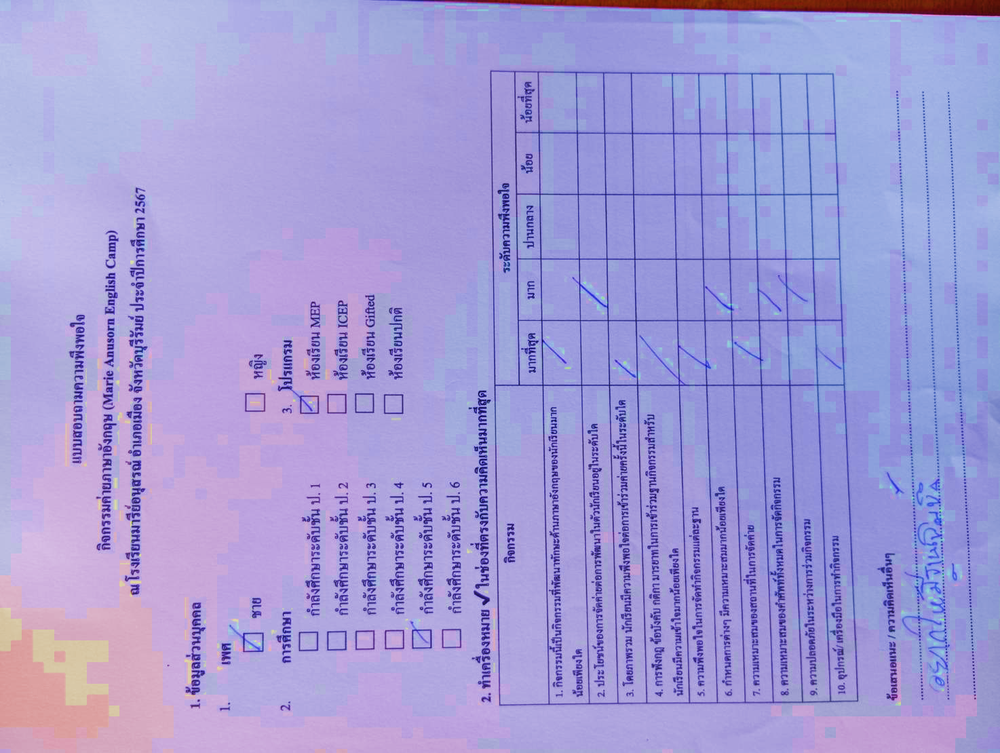 แบบสอบถามความพึงพอใจ
กิจกรรมค่ายภาษาอังกฤษ (Marie Anusorn English Camp)
ณ โรงเรียนมารีย์อนุสรณ์ อำเภอเมือง จังหวัดบุรีรัมย์ ประจำปีการศึกษา 2567
1. ข้อมูลส่วนบุคคล
1. เพศ
ชาย หญิง
2. การศึกษา 3. โปรแกรม
กำลังศึกษาระดับชั้น ป. 1 ห้องเรียน MEP
กำลังศึกษาระดับชั้น ป. 2 ห้องเรียน ICEP
กำลังศึกษาระดับชั้น ป. 3 ห้องเรียน Gifted
กำลังศึกษาระดับชั้น ป. 4 ห้องเรียนปกติ
กำลังศึกษาระดับชั้น ป. 5
กำลังศึกษาระดับชั้น ป. 6
2. ทำเครื่องหมาย ✓ ในช่องที่ตรงกับความคิดเห็นมากที่สุด
กิจกรรม ระดับความพึงพอใจ
มากที่สุด มาก ปานกลาง น้อย น้อยที่สุด
1. กิจกรรมนี้เป็นกิจกรรมที่พัฒนาทักษะด้านภาษาอังกฤษของนักเรียนมาก
น้อยเพียงใด
2. ประโยชน์ของการจัดค่ายต่อการพัฒนาในตัวนักเรียนอยู่ในระดับใด
3. โดยภาพรวม นักเรียนมีความพึงพอใจต่อการเข้าร่วมค่ายครั้งนี้ในระดับใด
4. การฟังกฎ ข้อบังคับ กติกา มารยาทในการเข้าร่วมฐานกิจกรรมสำหรับ
นักเรียนมีความเข้าใจมากน้อยเพียงใด
5. ความพึงพอใจในการจัดทำกิจกรรมแต่ละฐาน
6. กำหนดการต่างๆ มีความเหมาะสมมากน้อยเพียงใด
7. ความเหมาะสมของสถานที่ในการจัดค่าย
8. ความเหมาะสมของคำศัพท์ทั้งหมดในการจัดกิจกรรม
9. ความปลอดภัยในระหว่างการร่วมกิจกรรม
10. อุปกรณ์/เครื่องมือในการทำกิจกรรม
ข้อเสนอแนะ / ความคิดเห็นอื่นๆ